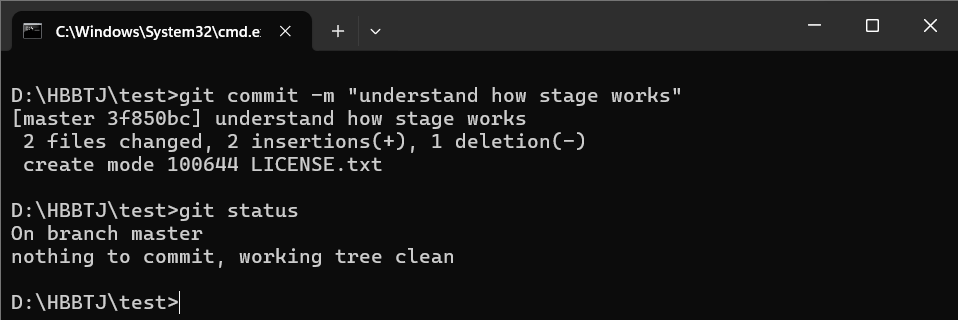 C:\Windows\System32\cmd.e
D:\HBBTJ\test>git commit -m "understand how stage works"
[master 3f850bc] understand how stage works
 2 files changed, 2 insertions(+), 1 deletion(-)
 create mode 100644 LICENSE.txt
D:\HBBTJ\test>git status
On branch master
nothing to commit, working tree clean
D:\HBBTJ\test>